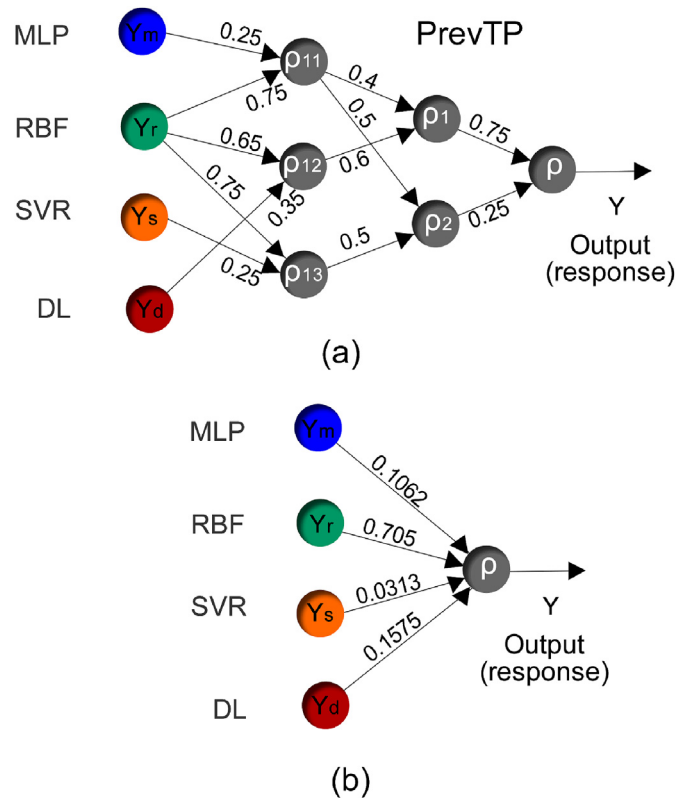 PrevTP
MLP
Ym
0.25
ρ11
0.4
0.75
0.5
ρ1
0.75
RBF
Yr
0.65
ρ12
0.6
ρ
0.75
0.35
SVR
Ys
ρ2
0.25
Y
0.25
ρ13
0.5
Output
(response)
DL
Yd
(a)
MLP
Ym
0.1062
RBF
Yr
0.705
ρ
SVR
Ys
0.0313
Y
0.1575
Output
(response)
DL
Yd
(b)